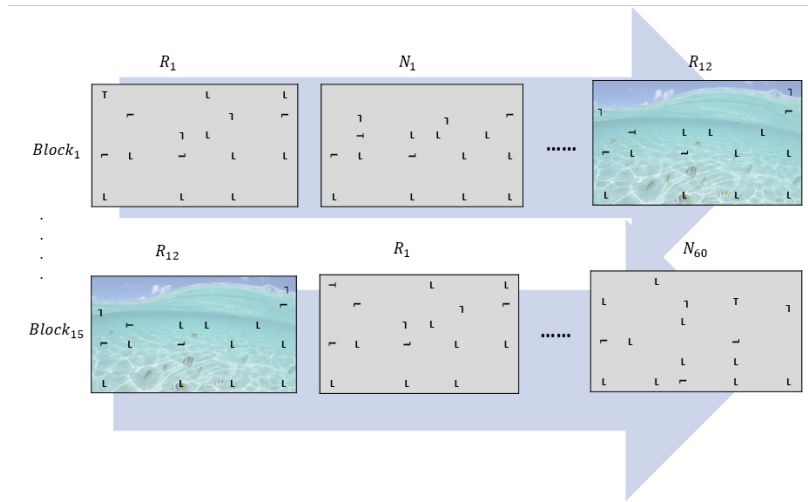 R₁ N₁ R₁₂
Block₁ ......
R₁₂ R₁ N₆₀
Block₁₅ ......